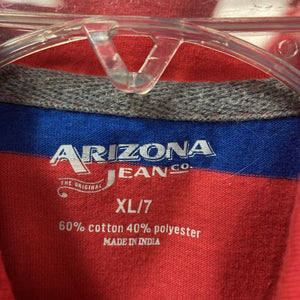 ARIZONA
JEAN CO.
THE ORIGINAL
XL/7
60% cotton 40% polyester
MADE IN INDIA